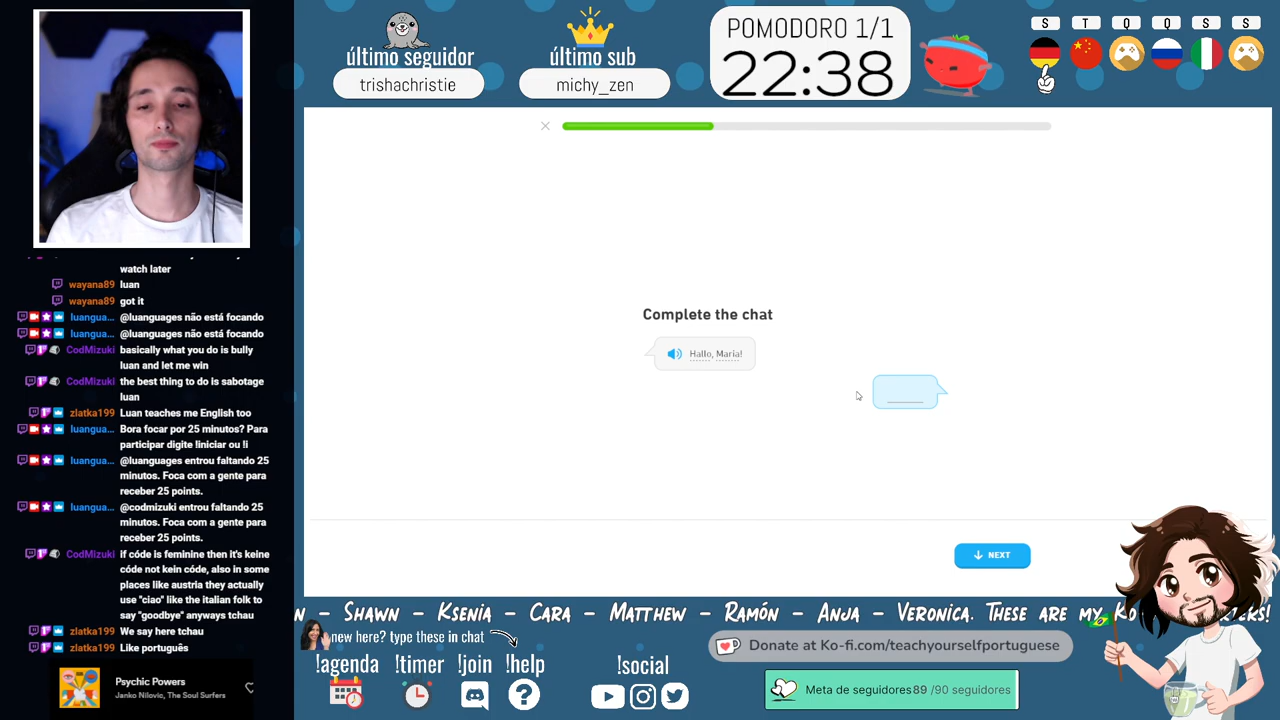 último seguidor
trishachristie
último sub
michy_zen
POMODORO 1/1
22:38
S T Q Q S S
watch later
wayana89 luan
wayana89 got it
luangua... @luanguages não está focando
luangua... @luanguages não está focando
CodMizuki basically what you do is bully
luan and let me win
CodMizuki the best thing to do is sabotage
luan
zlatka199 Luan teaches me English too
luangua... Bora focar por 25 minutos? Para
participar digite !iniciar ou !i
luangua... @luanguages entrou faltando 25
minutos. Foca com a gente para
receber 25 points.
luangua... @codmizuki entrou faltando 25
minutos. Foca com a gente para
receber 25 points.
CodMizuki if códe is feminine then it's keine
códe not kein códe, also in some
places like austria they actually
use "ciao" like the italian folk to
say "goodbye" anyways tchau
zlatka199 We say here tchau
zlatka199 Like português
Psychic Powers
Janko Nilovic, The Soul Surfers
Complete the chat
Hallo, Maria!
NEXT
N – SHAWN – KSENIA – CARA – MATTHEW – RAMÓN – ANJA – VERONICA. THESE ARE MY KO
new here? type these in chat
!agenda !timer !join !help
!social
Donate at Ko-fi.com/teachyourselfportuguese
Meta de seguidores 89 /90 seguidores